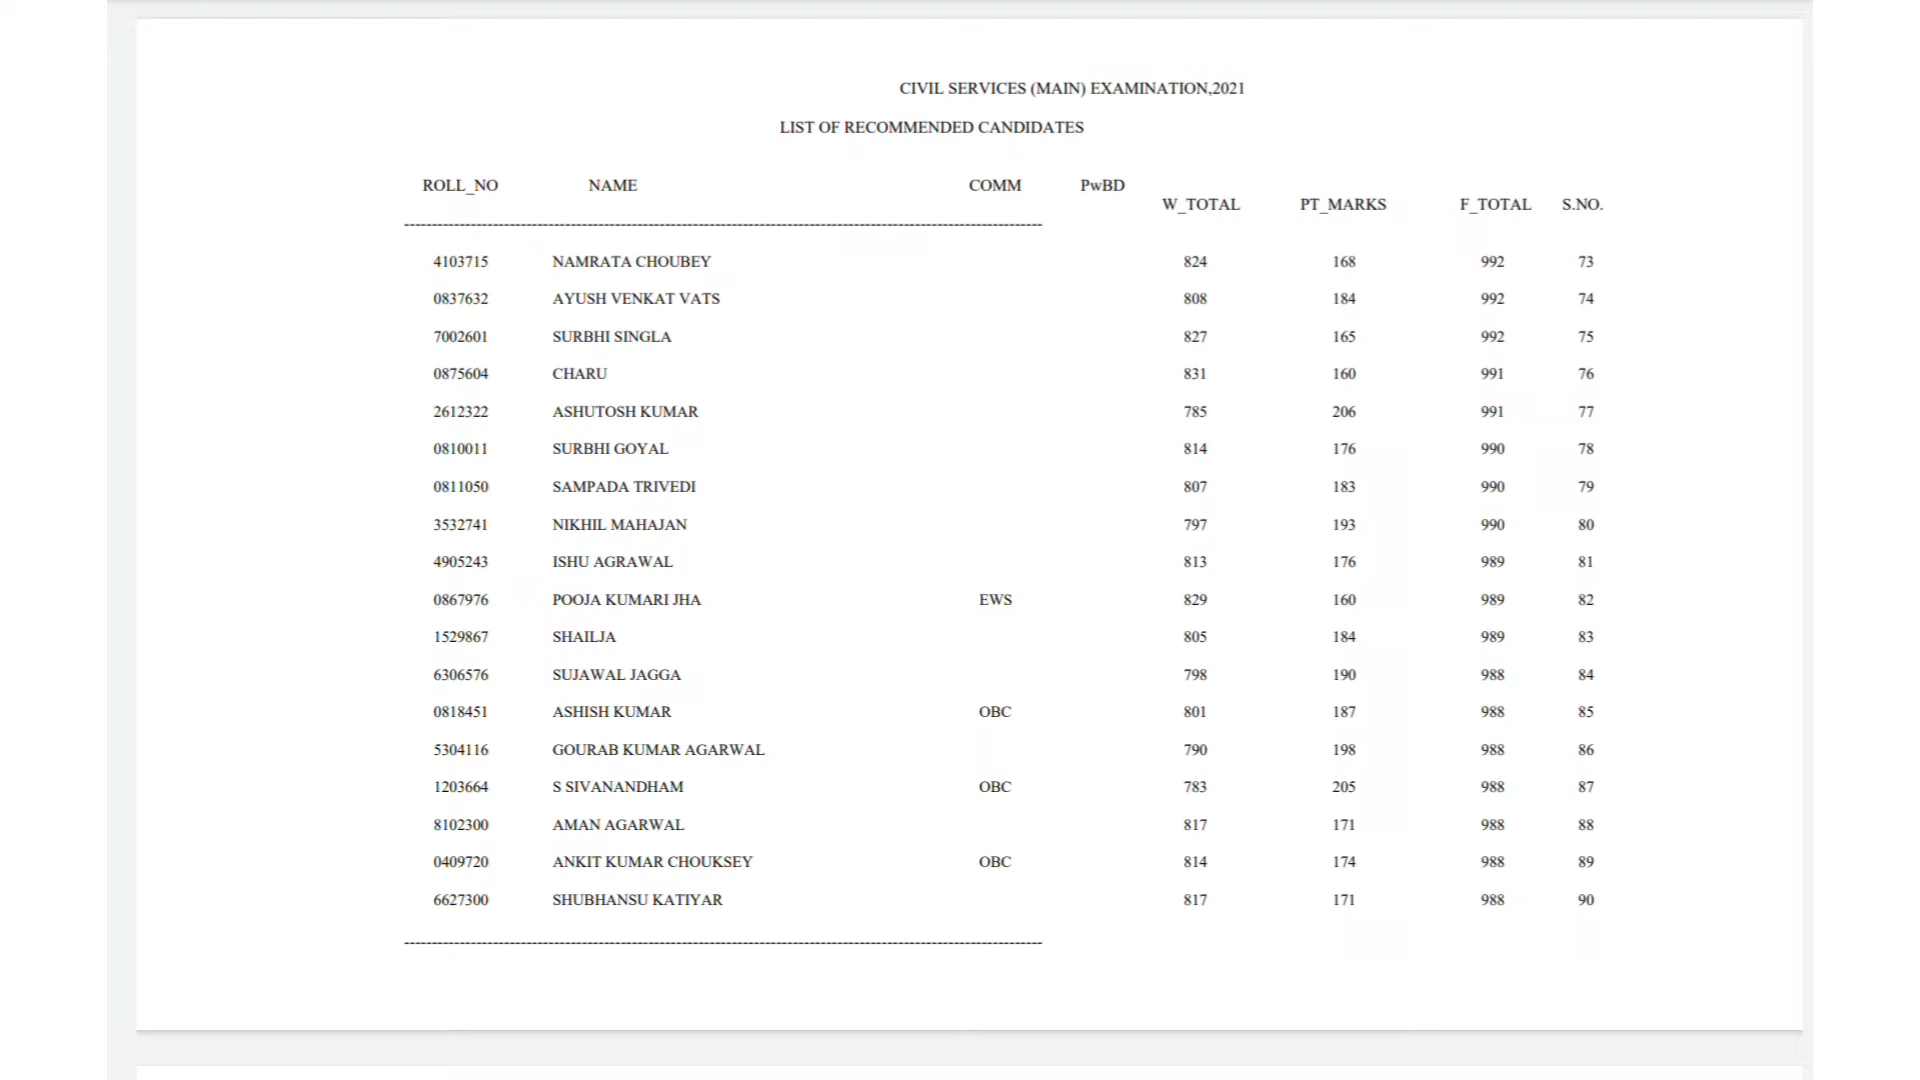 CIVIL SERVICES (MAIN) EXAMINATION,2021
LIST OF RECOMMENDED CANDIDATES
ROLL_NO NAME COMM PwBD
W_TOTAL PT_MARKS F_TOTAL S.NO.
4103715 NAMRATA CHOUBEY 824 168 992 73
0837632 AYUSH VENKAT VATS 808 184 992 74
7002601 SURBHI SINGLA 827 165 992 75
0875604 CHARU 831 160 991 76
2612322 ASHUTOSH KUMAR 785 206 991 77
0810011 SURBHI GOYAL 814 176 990 78
0811050 SAMPADA TRIVEDI 807 183 990 79
3532741 NIKHIL MAHAJAN 797 193 990 80
4905243 ISHU AGRAWAL 813 176 989 81
0867976 POOJA KUMARI JHA EWS 829 160 989 82
1529867 SHAILJA 805 184 989 83
6306576 SUJAWAL JAGGA 798 190 988 84
0818451 ASHISH KUMAR OBC 801 187 988 85
5304116 GOURAB KUMAR AGARWAL 790 198 988 86
1203664 S SIVANANDHAM OBC 783 205 988 87
8102300 AMAN AGARWAL 817 171 988 88
0409720 ANKIT KUMAR CHOUKSEY OBC 814 174 988 89
6627300 SHUBHANSU KATIYAR 817 171 988 90